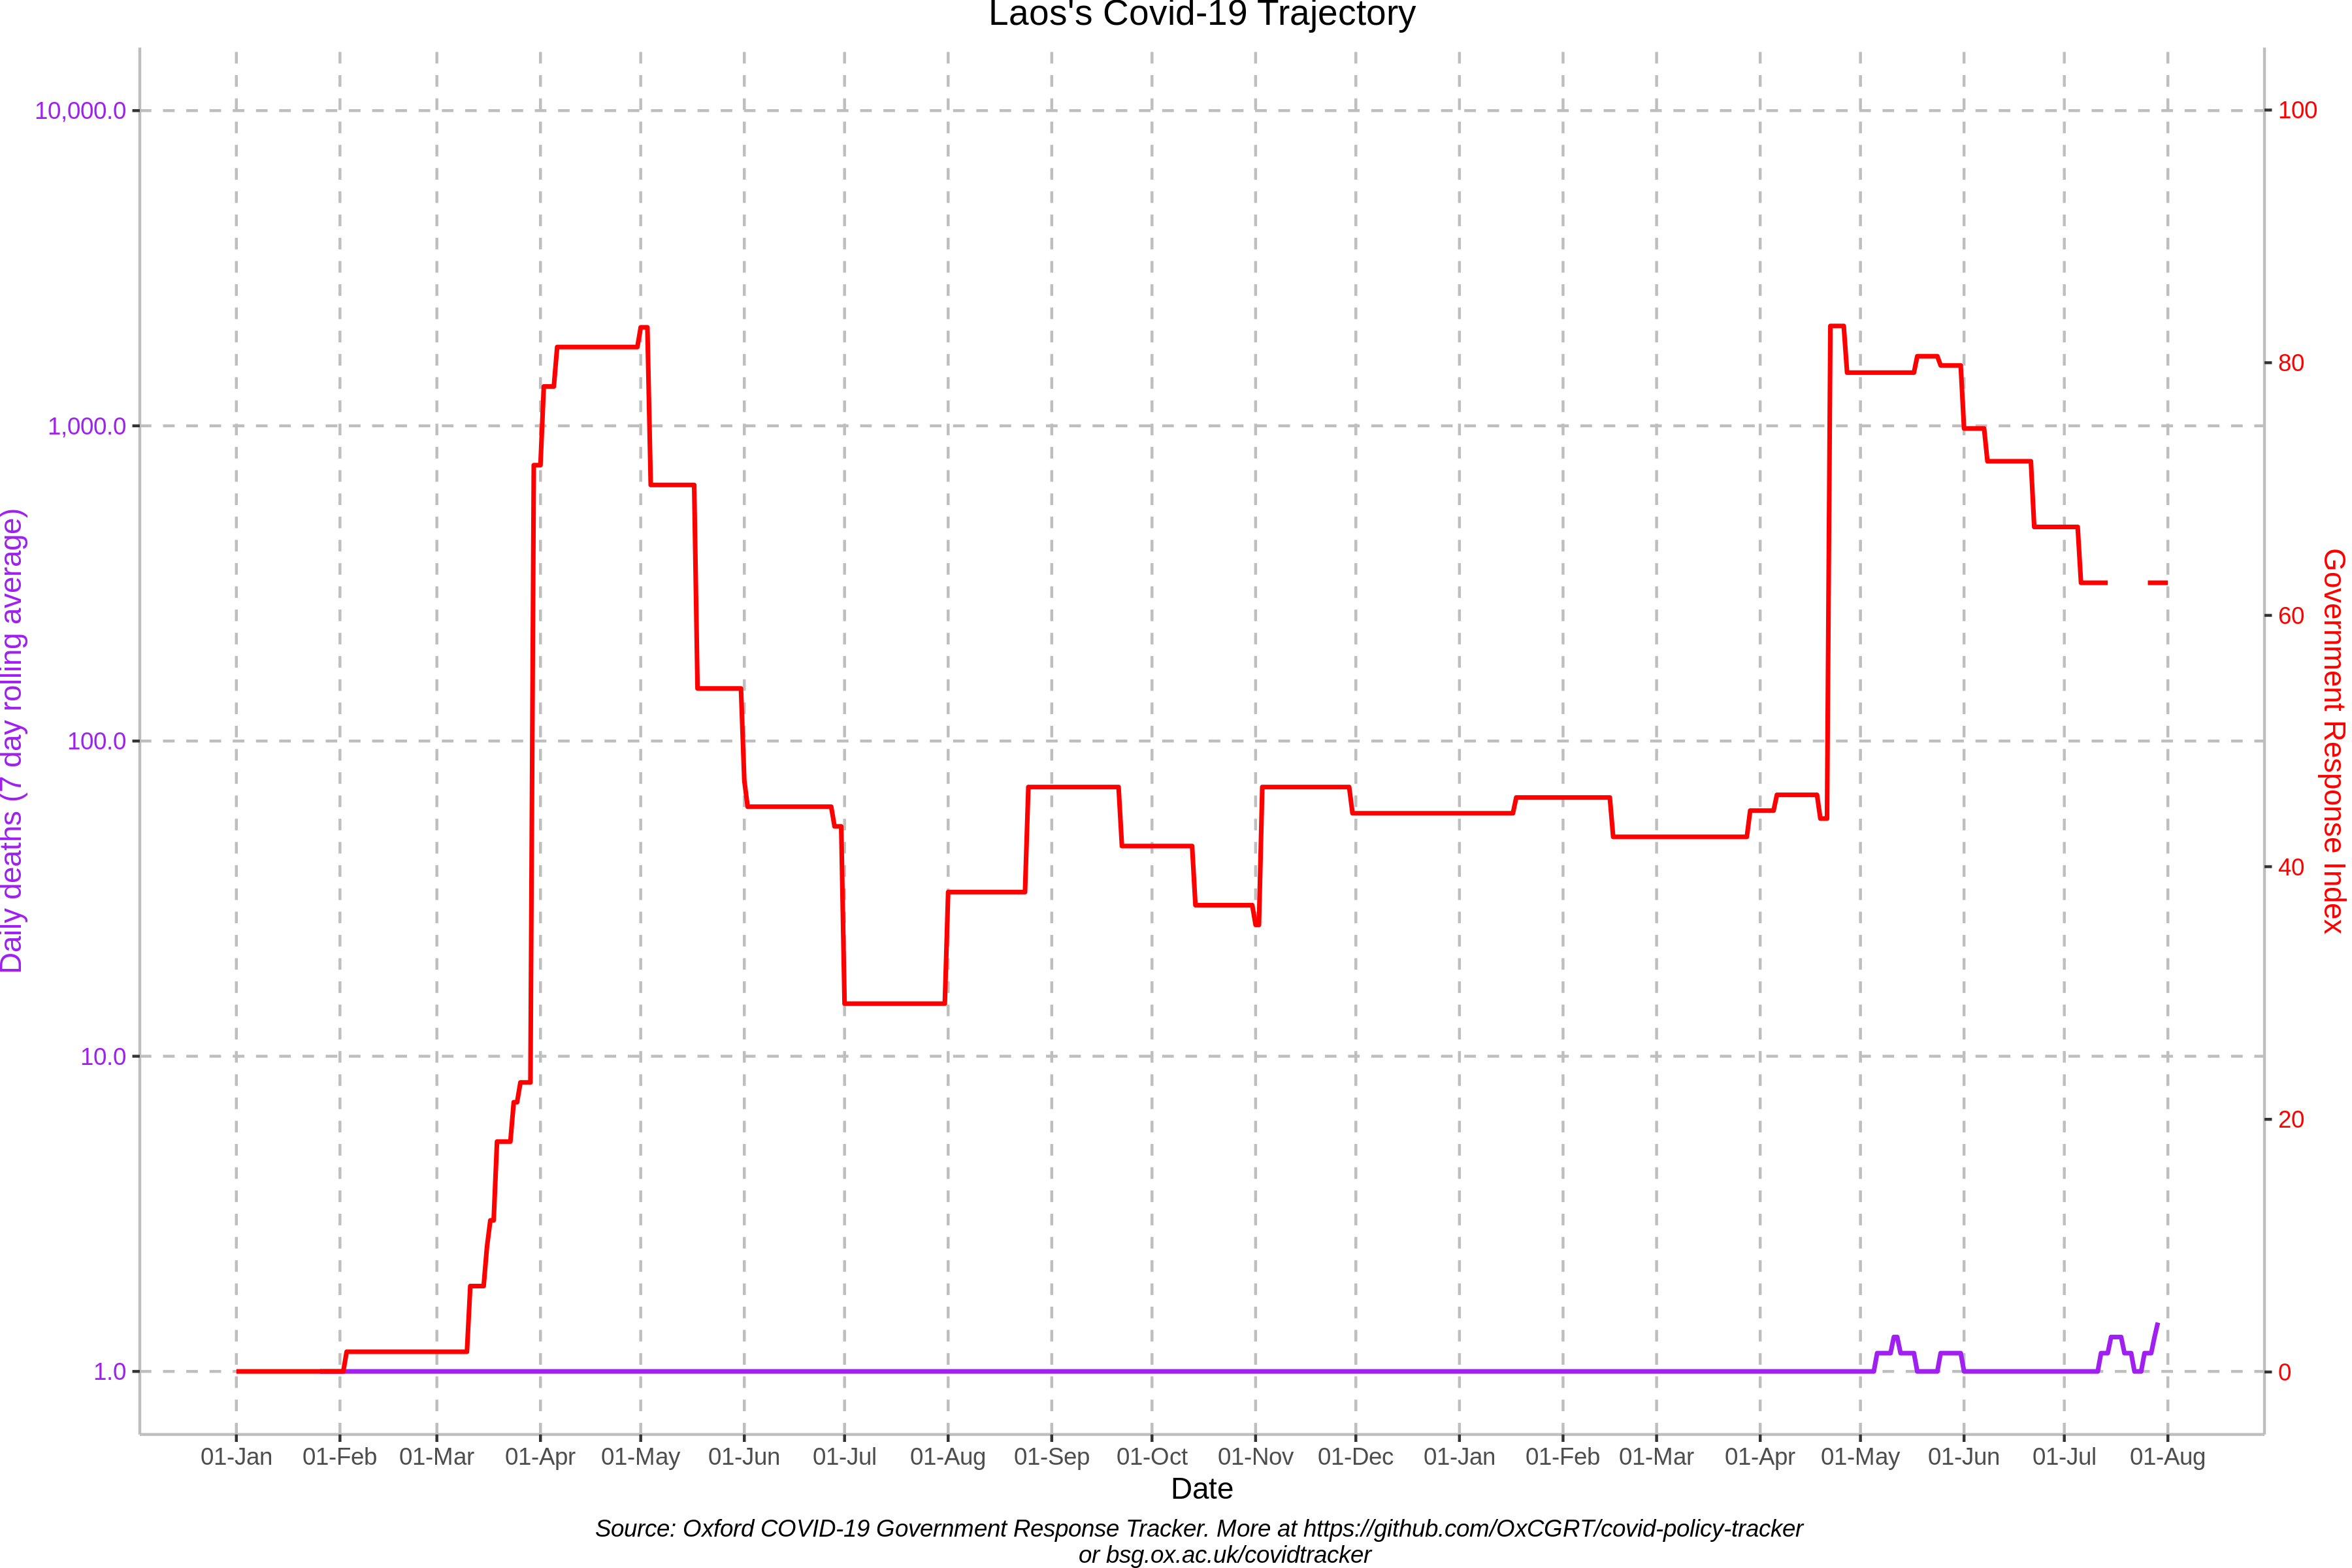 Laos's Covid-19 Trajectory
10,000.0
1,000.0
100.0
10.0
1.0
Daily deaths (7 day rolling average)
100
80
60
40
20
0
Government Response Index
01-Jan 01-Feb 01-Mar 01-Apr 01-May 01-Jun 01-Jul 01-Aug 01-Sep 01-Oct 01-Nov 01-Dec 01-Jan 01-Feb 01-Mar 01-Apr 01-May 01-Jun 01-Jul 01-Aug
Date
Source: Oxford COVID-19 Government Response Tracker. More at https://github.com/OxCGRT/covid-policy-tracker
or bsg.ox.ac.uk/covidtracker